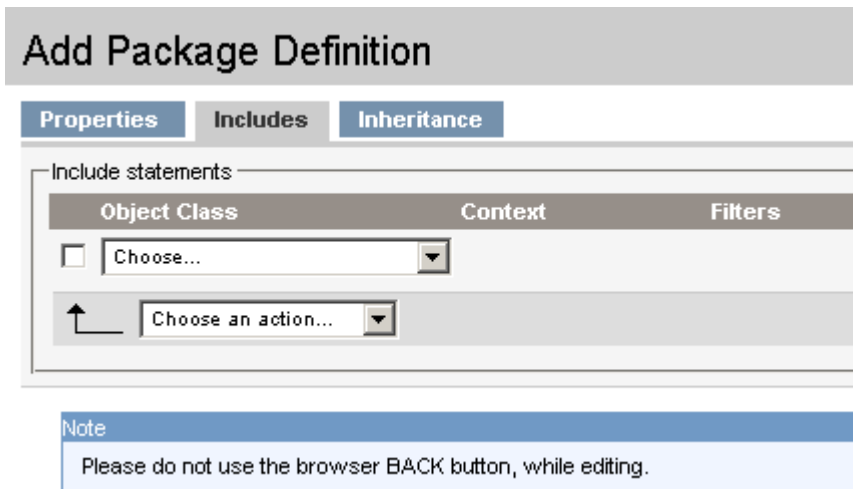 Add Package Definition
Properties Includes Inheritance
Include statements
Object Class Context Filters
Choose...
Choose an action...
Note
Please do not use the browser BACK button, while editing.